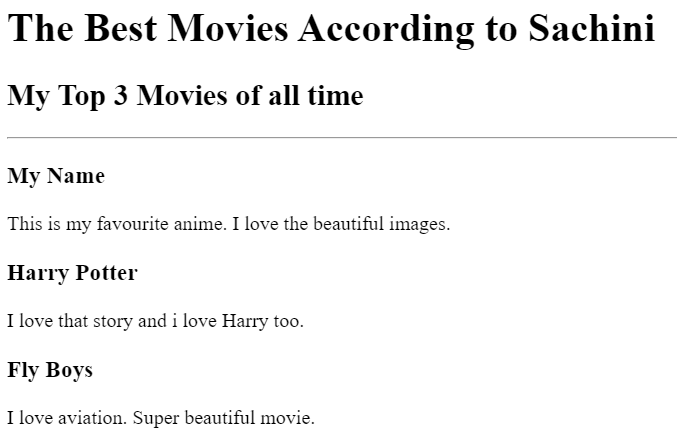 The Best Movies According to Sachini
My Top 3 Movies of all time
My Name
This is my favourite anime. I love the beautiful images.
Harry Potter
I love that story and i love Harry too.
Fly Boys
I love aviation. Super beautiful movie.